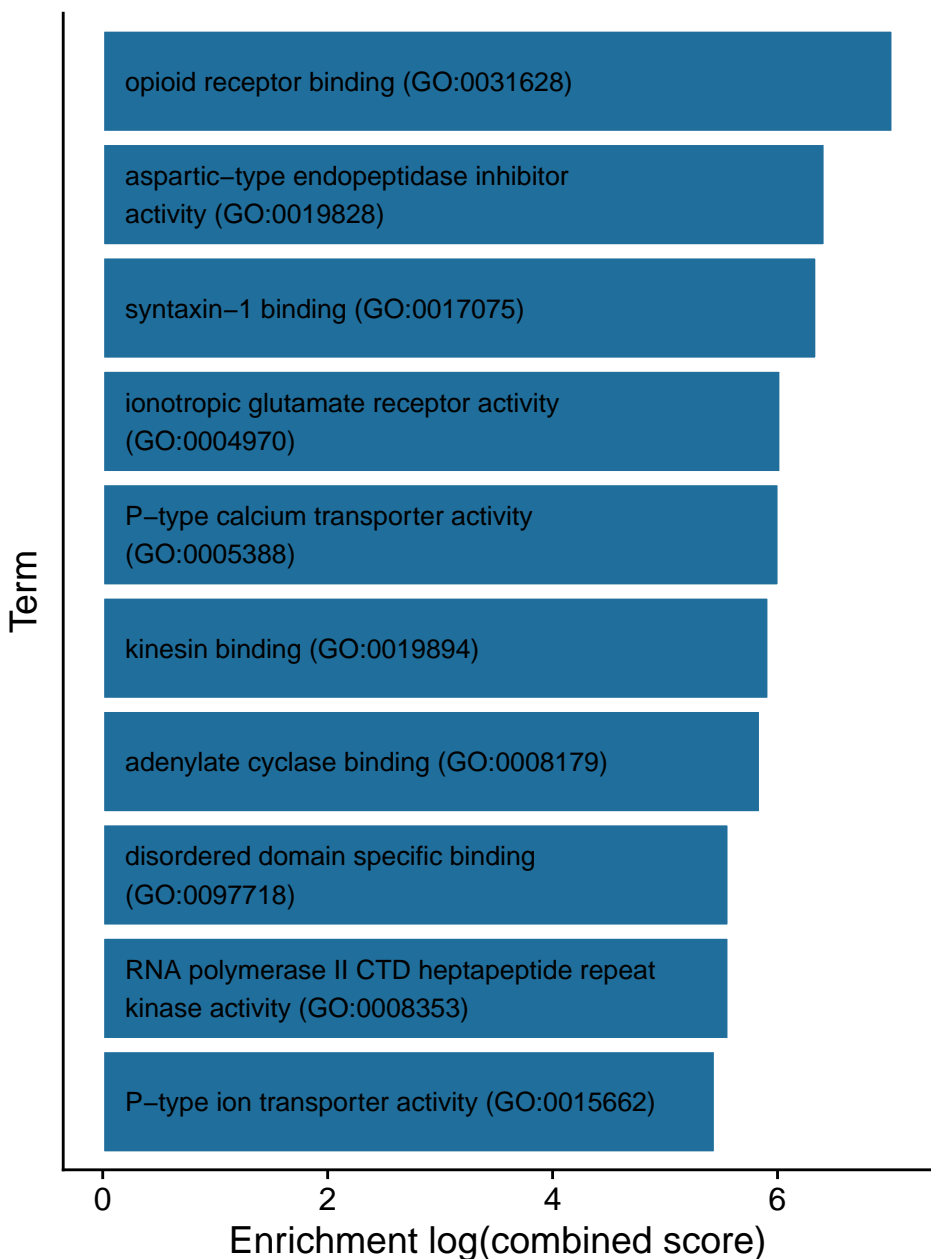 opioid receptor binding (GO:0031628)
aspartic−type endopeptidase inhibitor
activity (GO:0019828)
syntaxin−1 binding (GO:0017075)
ionotropic glutamate receptor activity
(GO:0004970)
P−type calcium transporter activity
(GO:0005388)
kinesin binding (GO:0019894)
adenylate cyclase binding (GO:0008179)
disordered domain specific binding
(GO:0097718)
RNA polymerase II CTD heptapeptide repeat
kinase activity (GO:0008353)
P−type ion transporter activity (GO:0015662)
Term
0 2 4 6
Enrichment log(combined score)